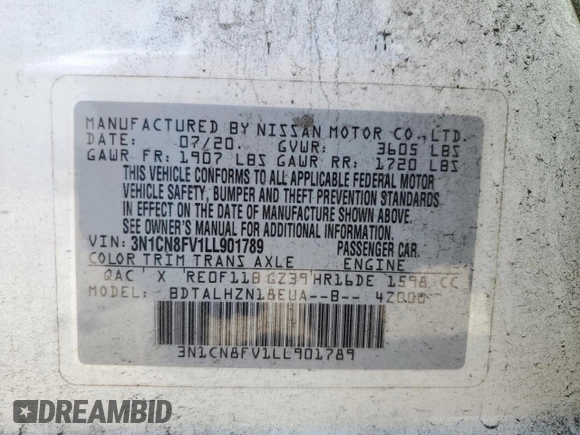 MANUFACTURED BY NISSAN MOTOR CO., LTD.
DATE: 07/20. GVWR: 3605 LBS
GAWR FR: 1907 LBS GAWR RR: 1720 LBS
THIS VEHICLE CONFORMS TO ALL APPLICABLE FEDERAL MOTOR
VEHICLE SAFETY, BUMPER AND THEFT PREVENTION STANDARDS
IN EFFECT ON THE DATE OF MANUFACTURE SHOWN ABOVE.
SEE OWNER'S MANUAL FOR ADDITIONAL INFORMATION.
VIN: 3N1CN8FV1LL901789 PASSENGER CAR.
COLOR TRIM TRANS AXLE ENGINE
QAC X RE0F11B GZ39 HR16DE 1598 CC
MODEL: BDTALHZN18EUA--B-- 42000
3N1CN8FV1LL901789
DREAMBID